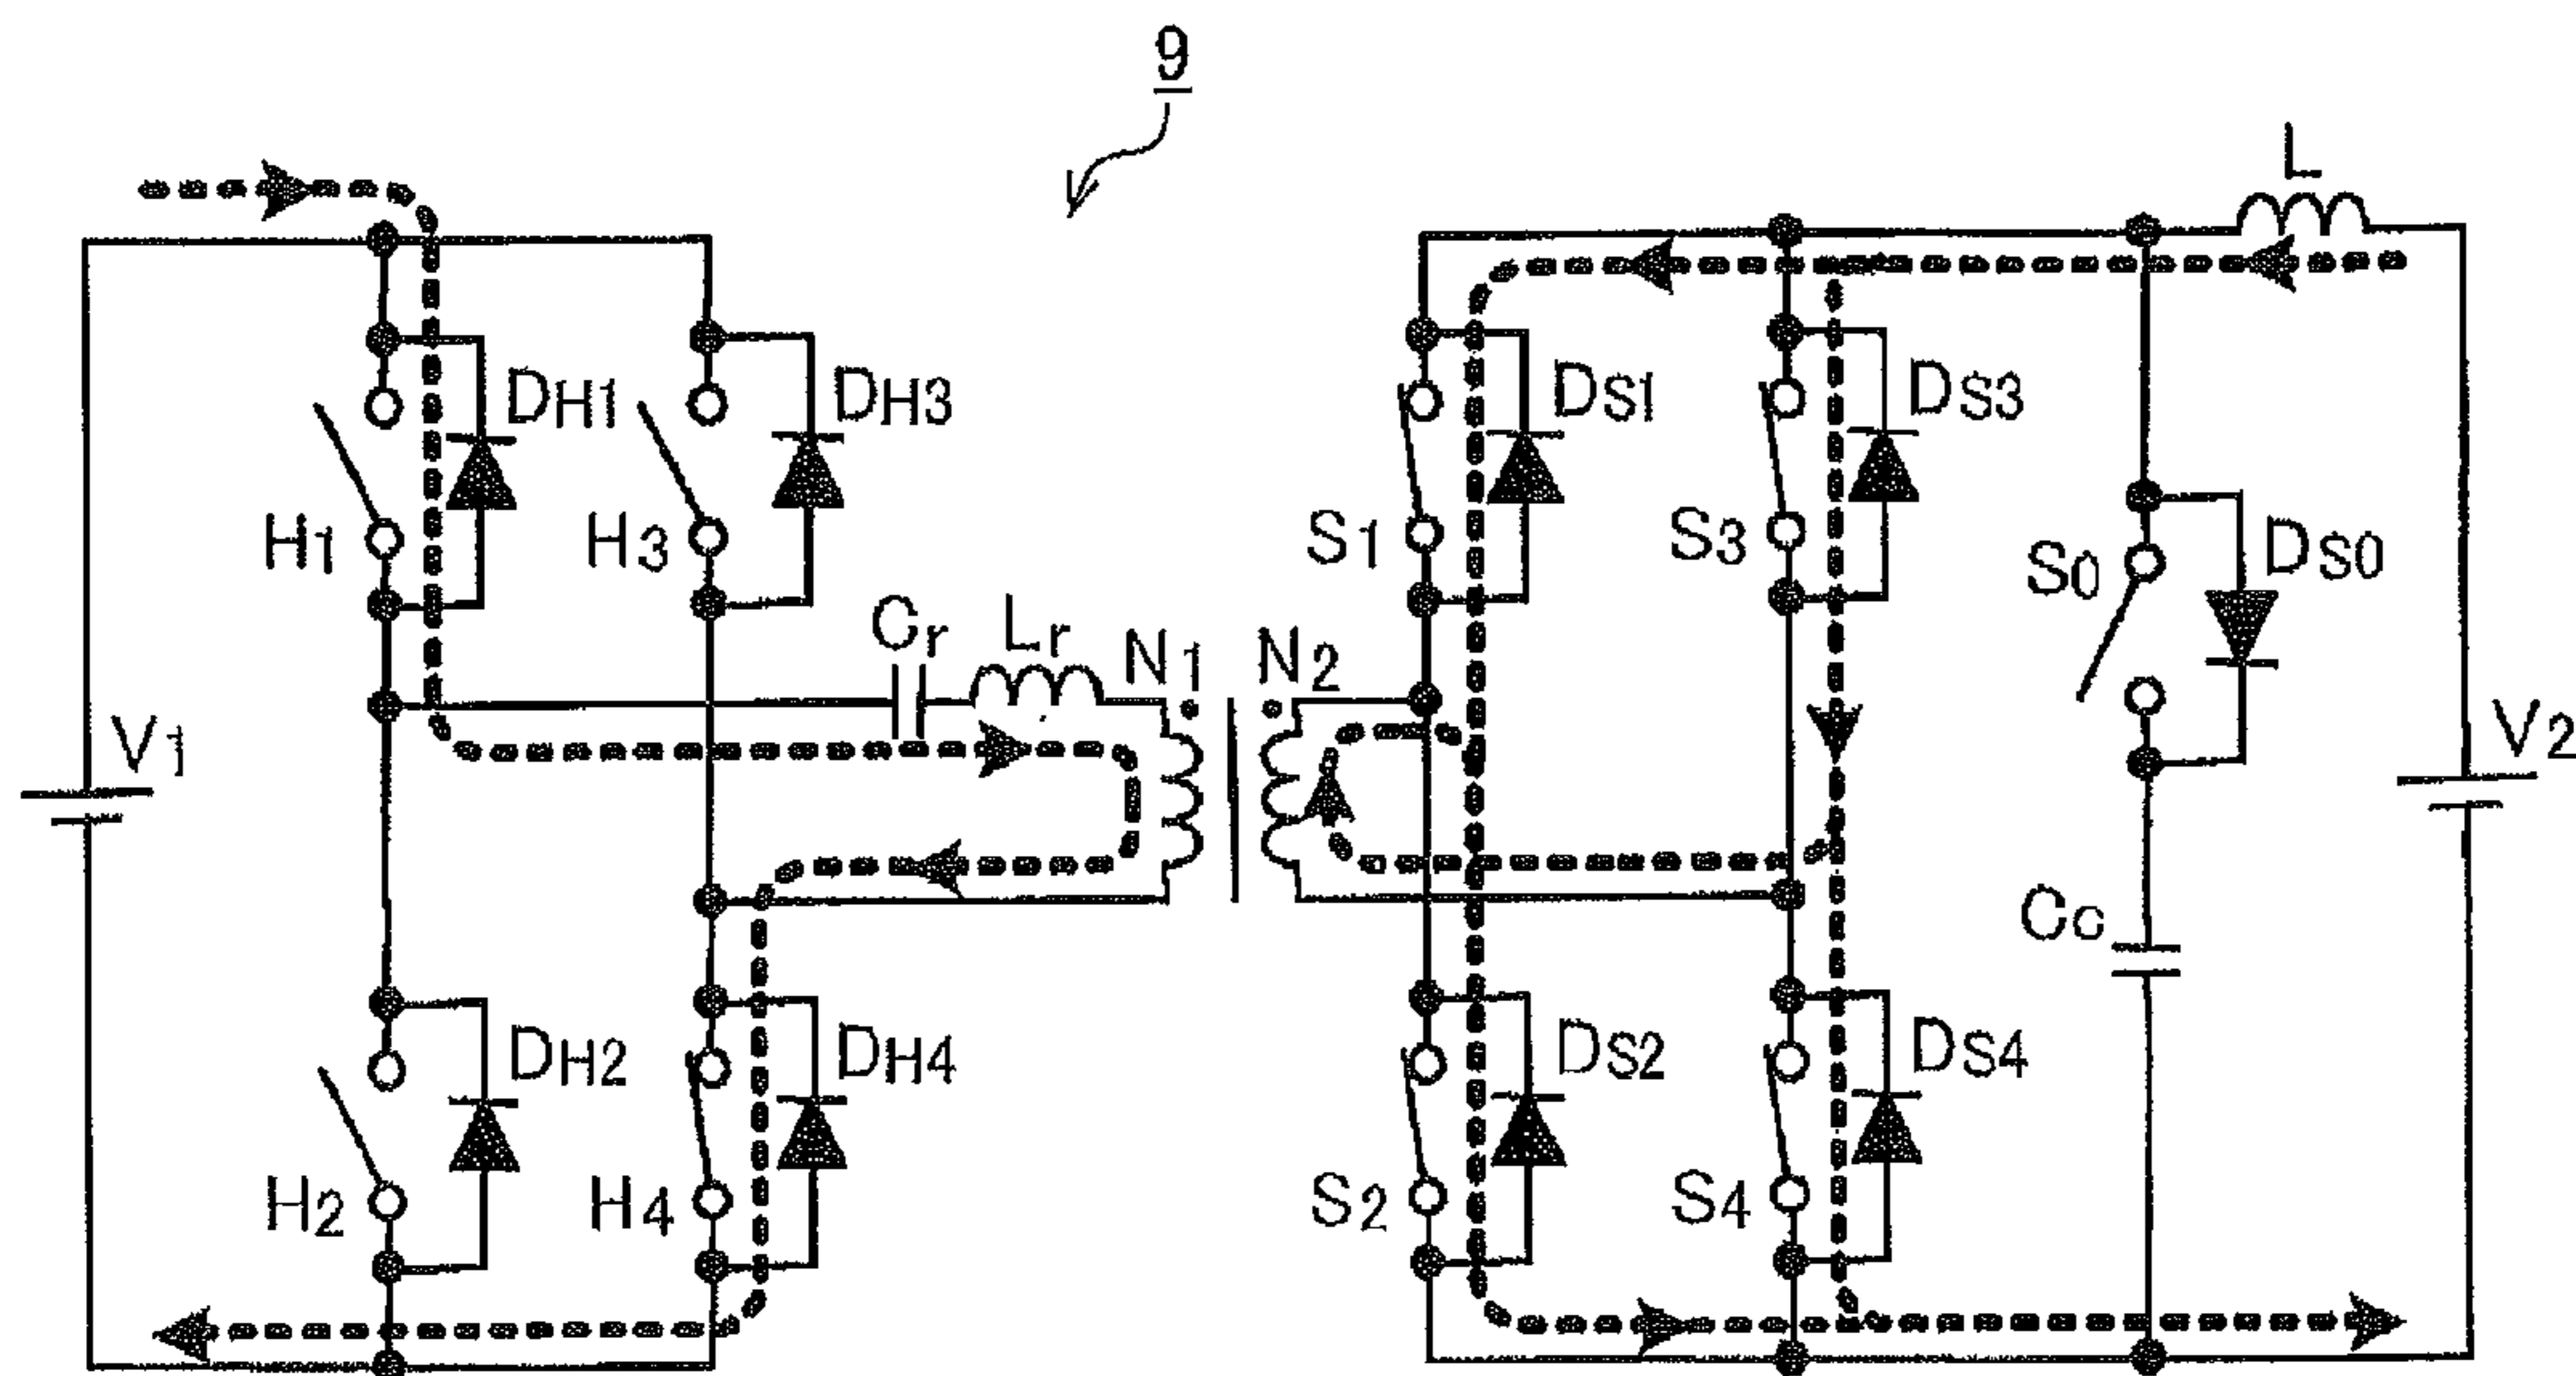 9
L
DH1
DH3
DS1
DS3
H1
H3
S1
S3
S0
DS0
Cr
Lr
N1
N2
V1
V2
CC
DH2
DH4
DS2
DS4
H2
H4
S2
S4